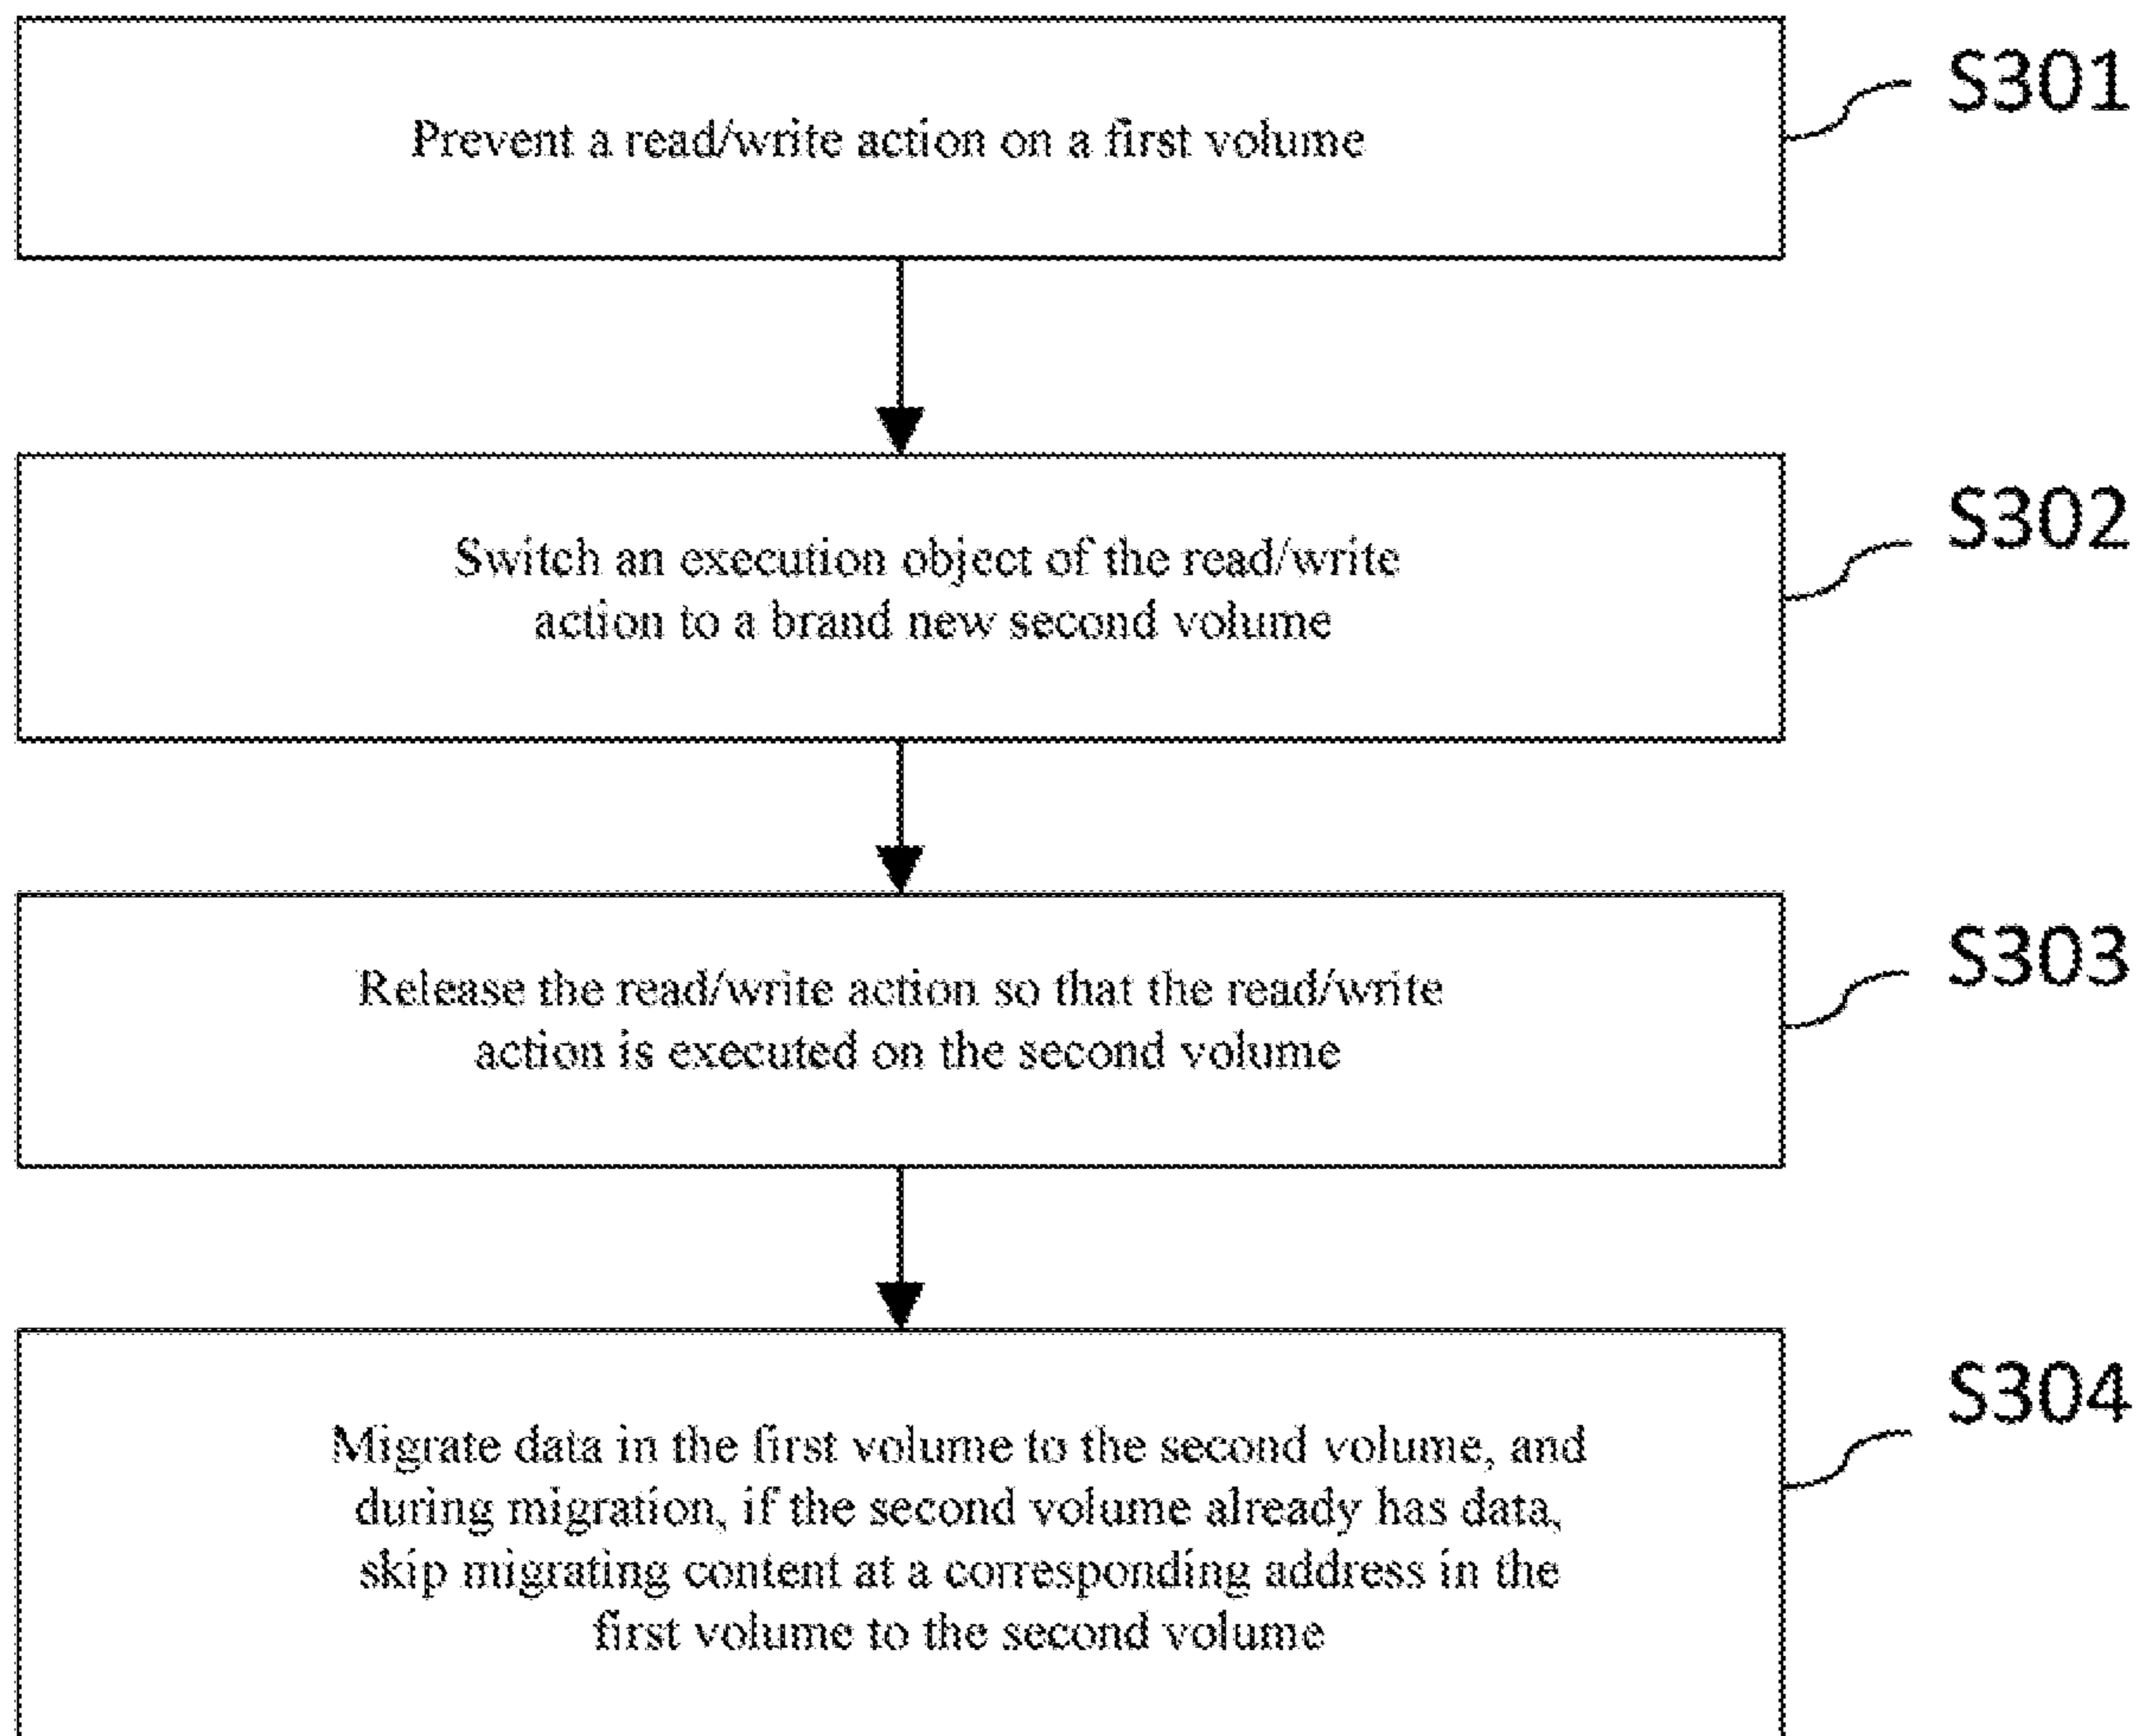 Prevent a read/write action on a first volume
S301
Switch an execution object of the read/write
action to a brand new second volume
S302
Release the read/write action so that the read/write
action is executed on the second volume
S303
Migrate data in the first volume to the second volume, and
during migration, if the second volume already has data,
skip migrating content at a corresponding address in the
first volume to the second volume
S304